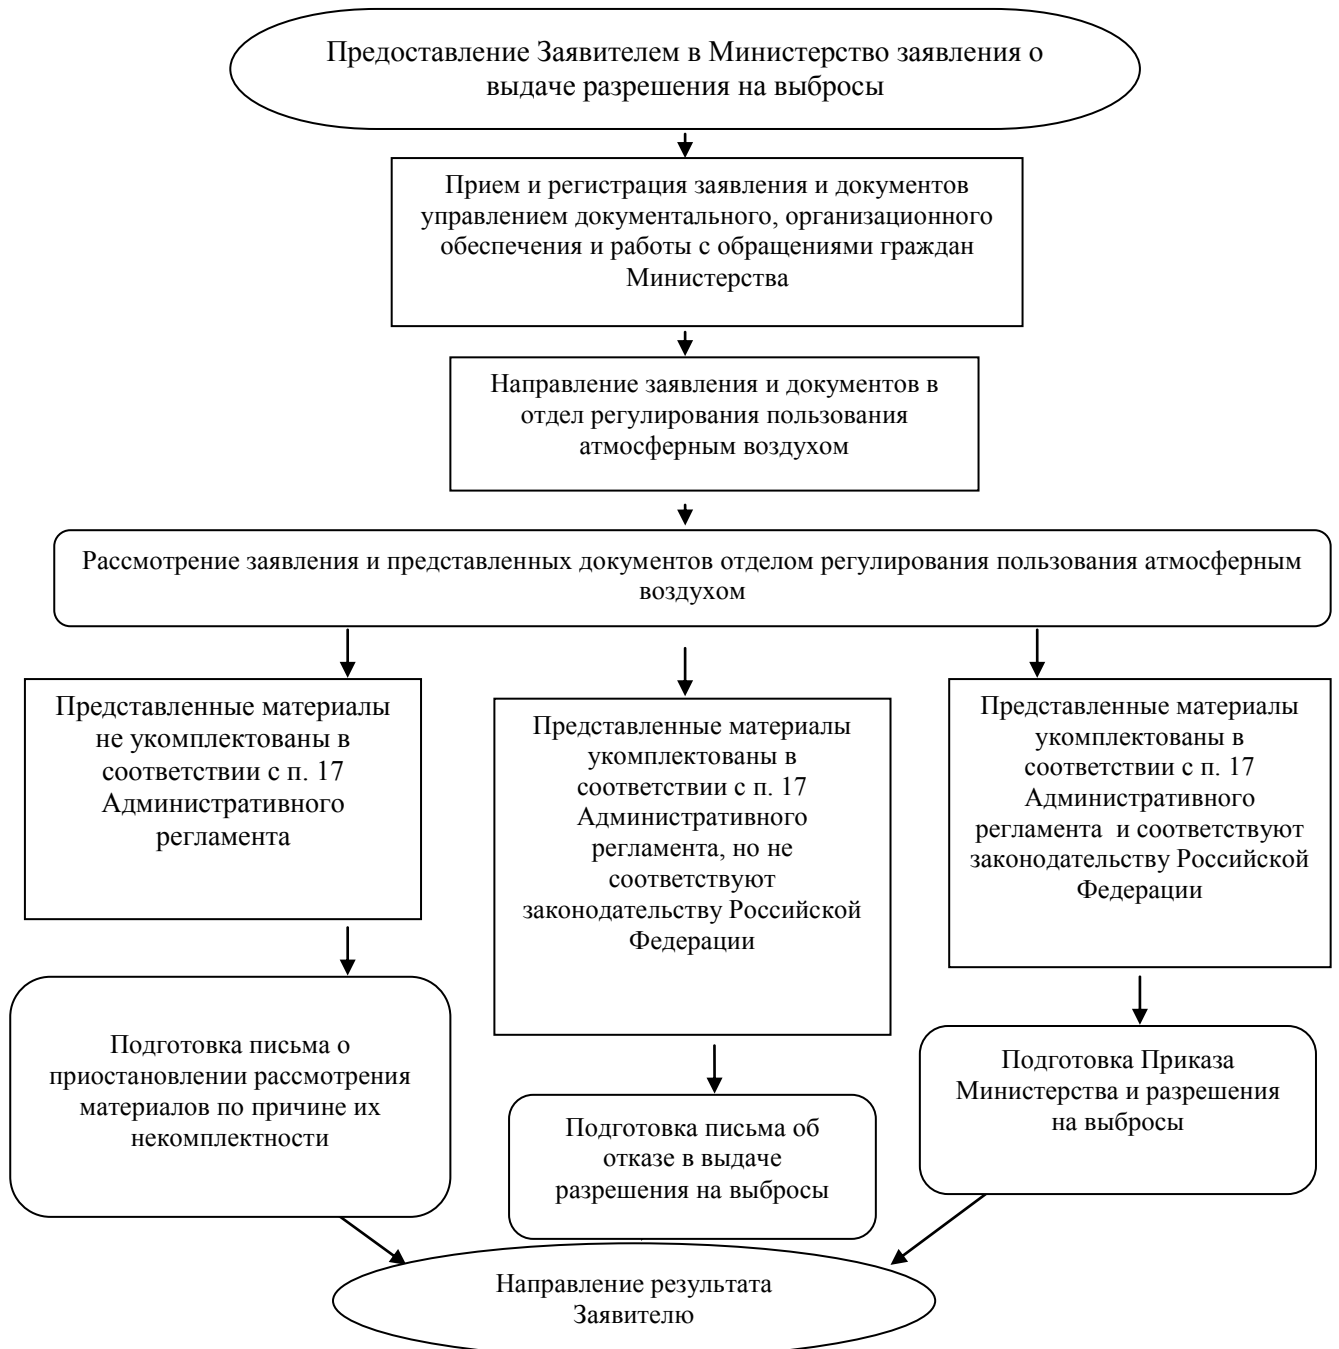 Предоставление Заявителем в Министерство заявления о
выдаче разрешения на выбросы
Прием и регистрация заявления и документов
управлением документального, организационного
обеспечения и работы с обращениями граждан
Министерства
Направление заявления и документов в
отдел регулирования пользования
атмосферным воздухом
Рассмотрение заявления и представленных документов отделом регулирования пользования атмосферным
воздухом
Представленные материалы
не укомплектованы в
соответствии с п. 17
Административного
регламента
Представленные материалы
укомплектованы в
соответствии с п. 17
Административного
регламента, но не
соответствуют
законодательству Российской
Федерации
Представленные материалы
укомплектованы в
соответствии с п. 17
Административного
регламента  и соответствуют
законодательству Российской
Федерации
Подготовка письма о
приостановлении рассмотрения
материалов по причине их
некомплектности
Подготовка письма об
отказе в выдаче
разрешения на выбросы
Подготовка Приказа
Министерства и разрешения
на выбросы
Направление результата
Заявителю